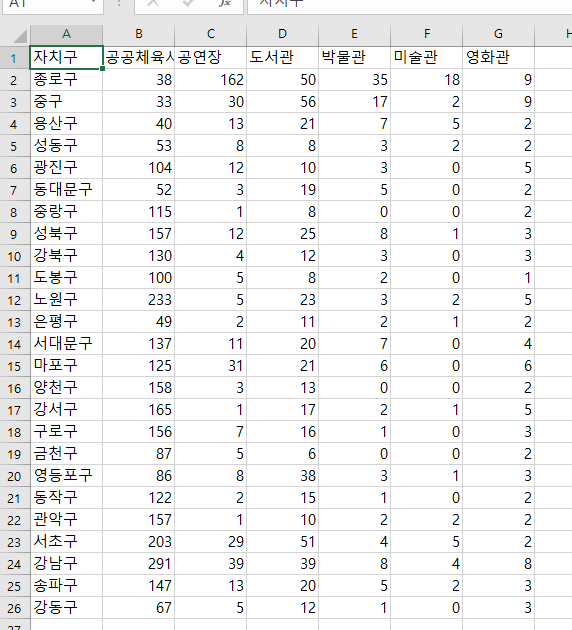 A1 fx 자치구
A B C D E F G H
1 자치구 공공체육시 공연장 도서관 박물관 미술관 영화관
2 종로구 38 162 50 35 18 9
3 중구 33 30 56 17 2 9
4 용산구 40 13 21 7 5 2
5 성동구 53 8 8 3 2 2
6 광진구 104 12 10 3 0 5
7 동대문구 52 3 19 5 0 2
8 중랑구 115 1 8 0 0 2
9 성북구 157 12 25 8 1 3
10 강북구 130 4 12 3 0 3
11 도봉구 100 5 8 2 0 1
12 노원구 233 5 23 3 2 5
13 은평구 49 2 11 2 1 2
14 서대문구 137 11 20 7 0 4
15 마포구 125 31 21 6 0 6
16 양천구 158 3 13 0 0 2
17 강서구 165 1 17 2 1 5
18 구로구 156 7 16 1 0 3
19 금천구 87 5 6 0 0 2
20 영등포구 86 8 38 3 1 3
21 동작구 122 2 15 1 0 2
22 관악구 157 1 10 2 2 2
23 서초구 203 29 51 4 5 2
24 강남구 291 39 39 8 4 8
25 송파구 147 13 20 5 2 3
26 강동구 67 5 12 1 0 3
27